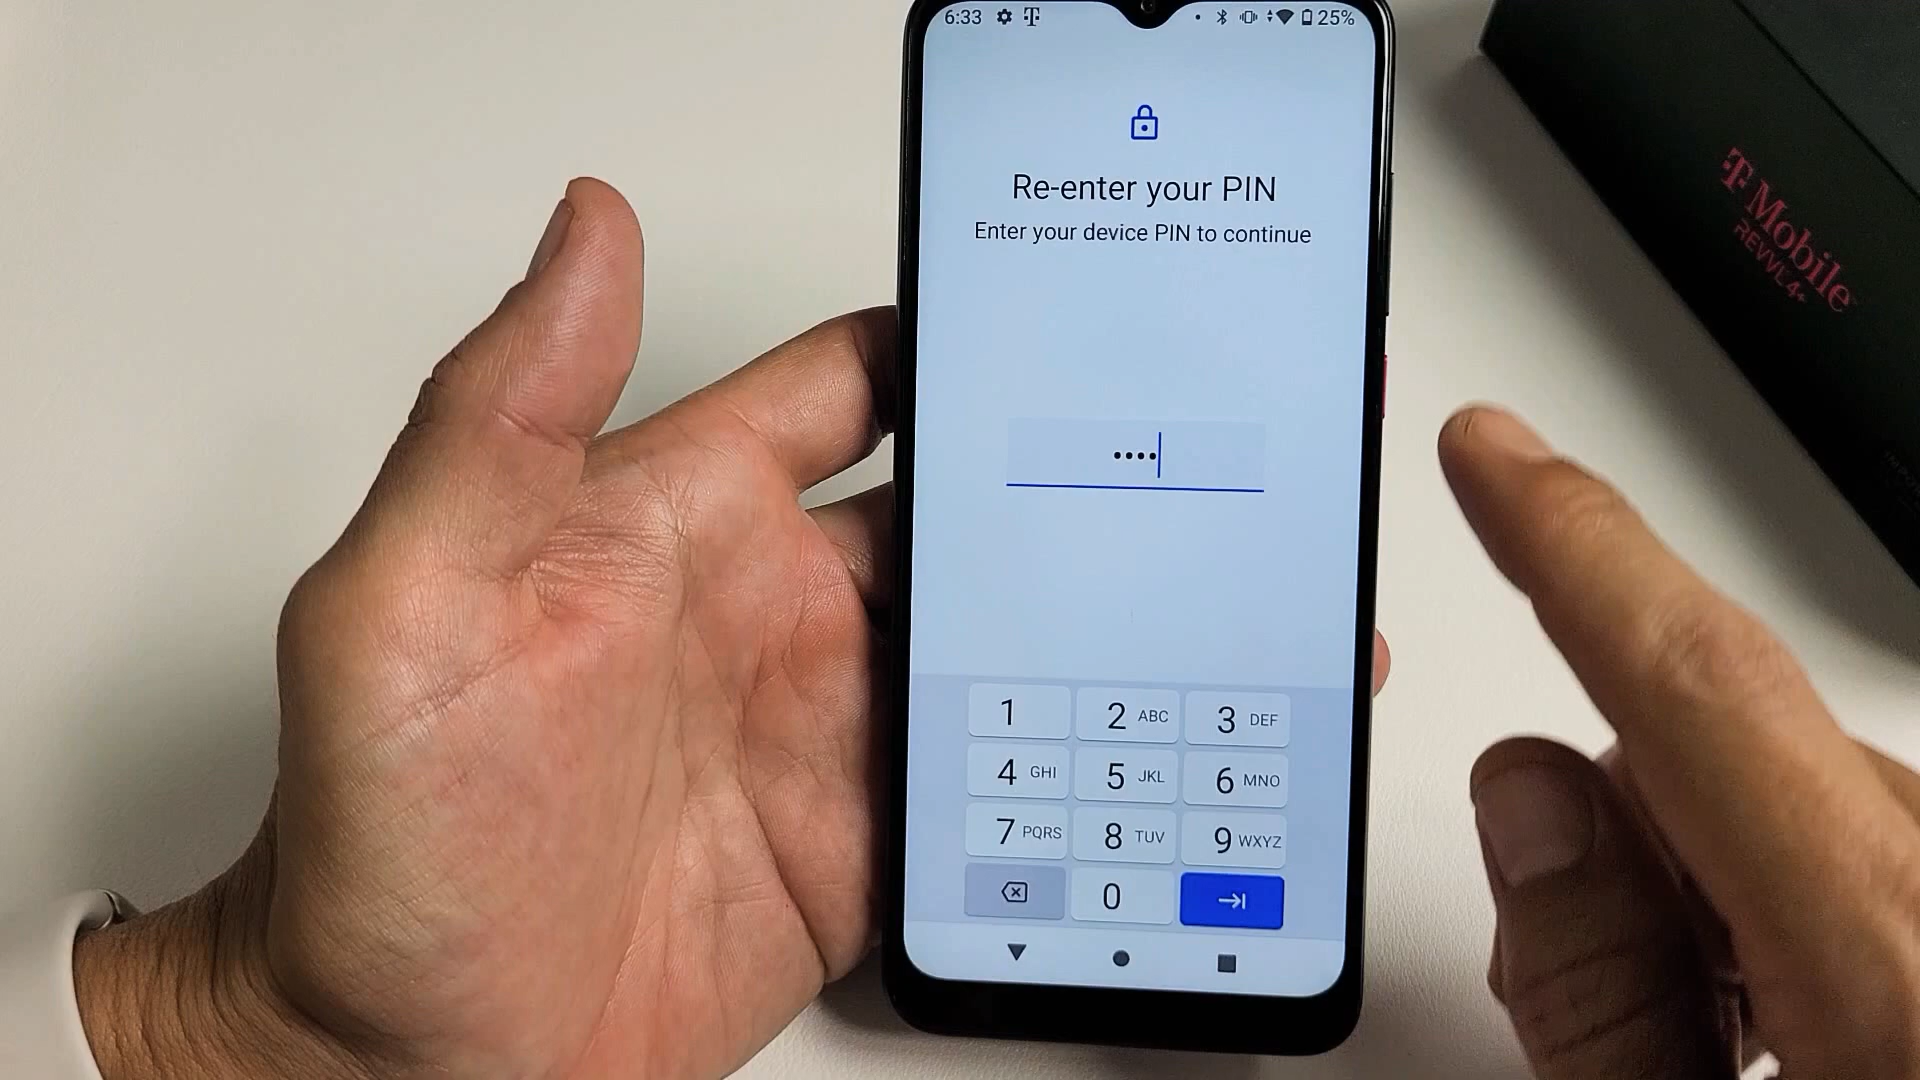 6:33 25%
Re-enter your PIN
Enter your device PIN to continue
1 2 ABC 3 DEF
4 GHI 5 JKL 6 MNO
7 PQRS 8 TUV 9 WXYZ
0
T Mobile
REVVL 4+